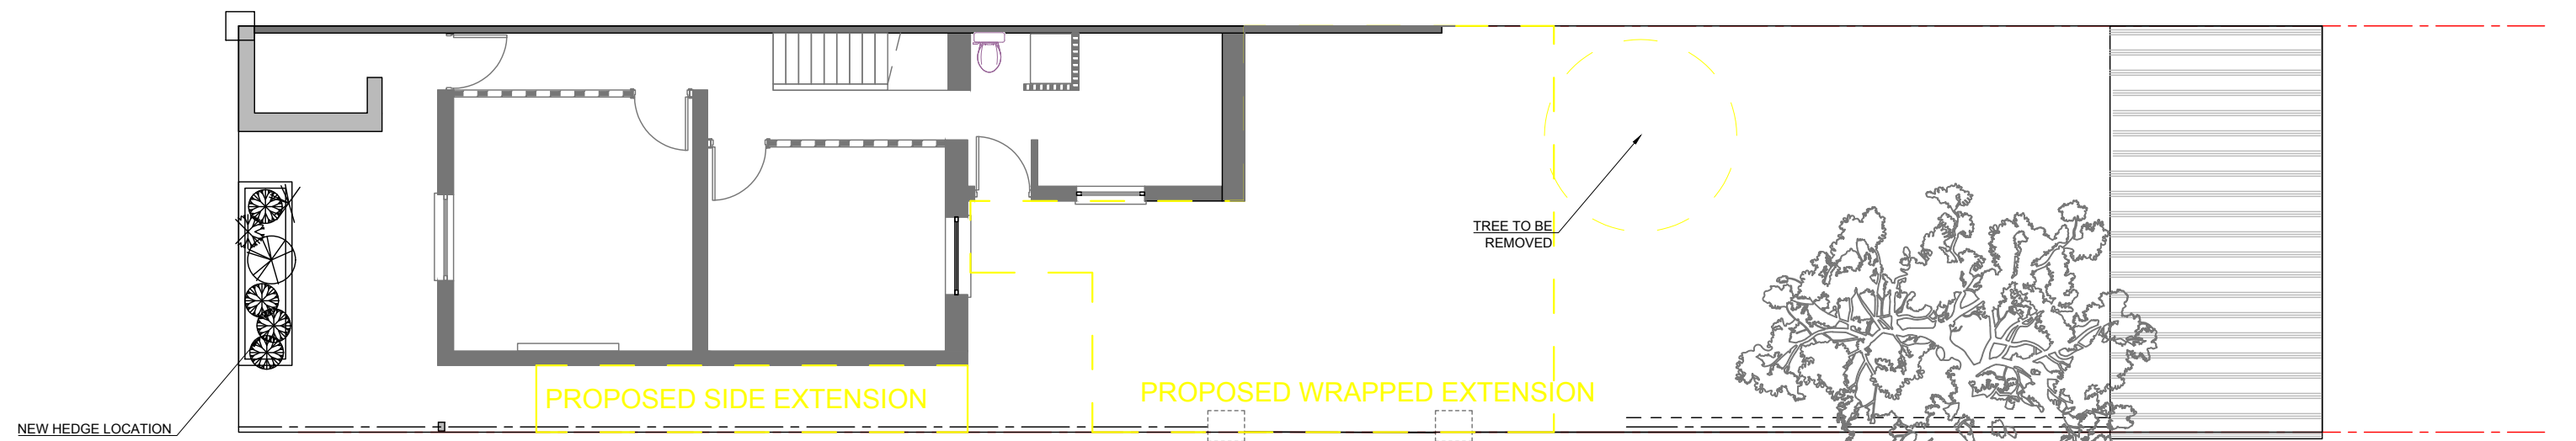 TREE TO BE
REMOVED
PROPOSED SIDE EXTENSION
PROPOSED WRAPPED EXTENSION
NEW HEDGE LOCATION